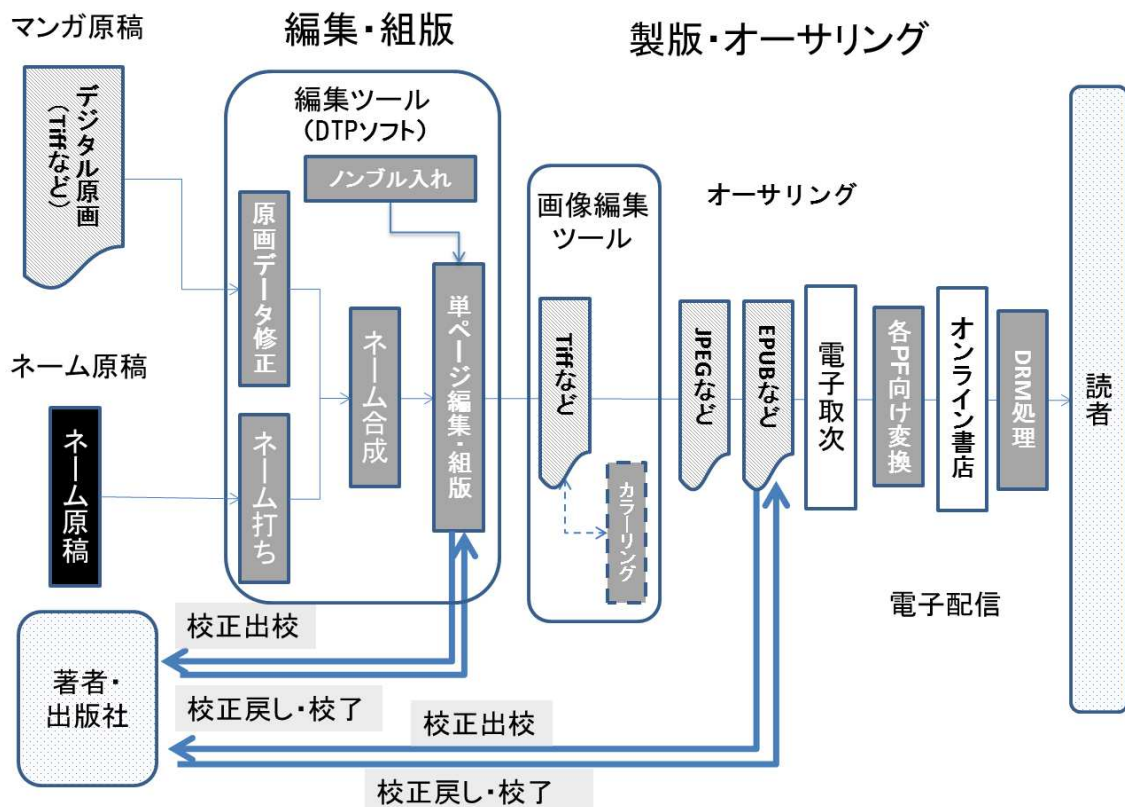 マンガ原稿
編集・組版
製版・オーサリング
デジタル原画
（Tiffなど）
編集ツール
（DTPソフト）
ノンブル入れ
原画データ修正
単ページ編集・組版
ネーム合成
ネーム打ち
ネーム原稿
ネーム原稿
画像編集
ツール
Tiffなど
カラーリング
オーサリング
JPEGなど
EPUBなど
電子取次
各PF向け変換
オンライン書店
DRM処理
読者
電子配信
著者・
出版社
校正出校
校正戻し・校了
校正出校
校正戻し・校了